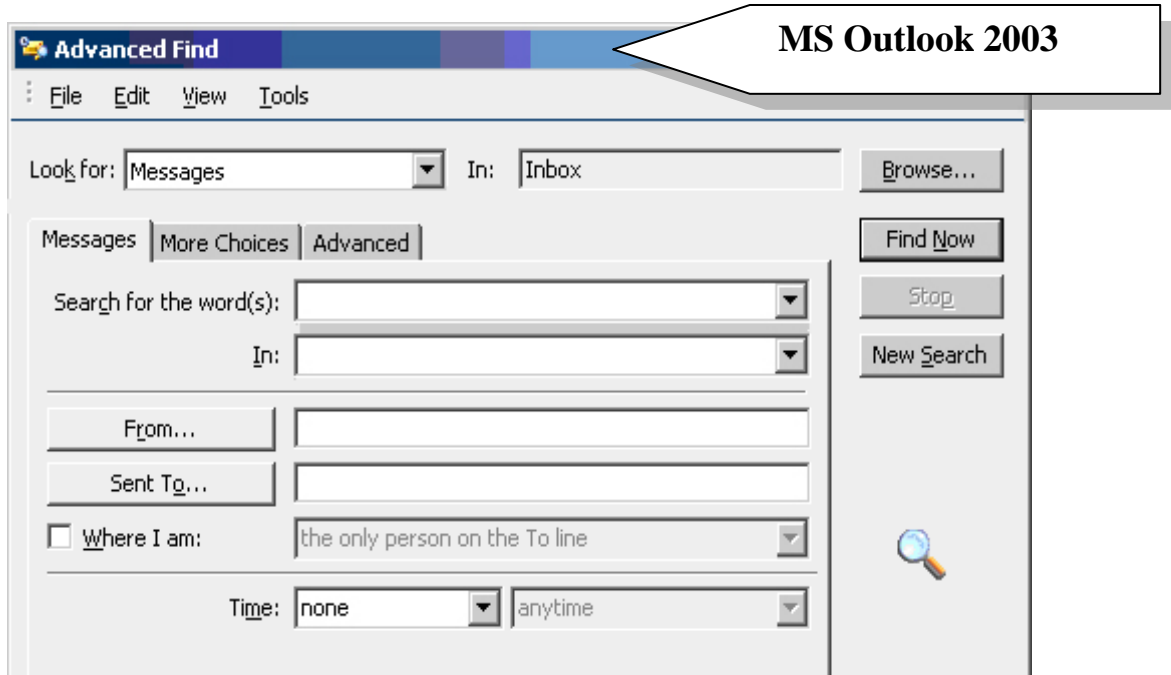 MS Outlook 2003
Advanced Find
File Edit View Tools
Look for: Messages In: Inbox Browse...
Messages More Choices Advanced Find Now
Search for the word(s): Stop
In: New Search
From...
Sent To...
Where I am: the only person on the To line
Time: none anytime